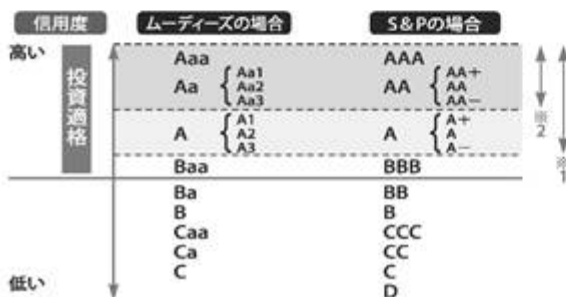 信用度 ムーディーズの場合 S&Pの場合
高い
投資適格
Aaa AAA
Aa Aa1 Aa2 Aa3 AA AA+ AA AA−
A A1 A2 A3 A A+ A A−
Baa BBB
Ba BB
B B
Caa CCC
Ca CC
C C
低い D
※2
※1